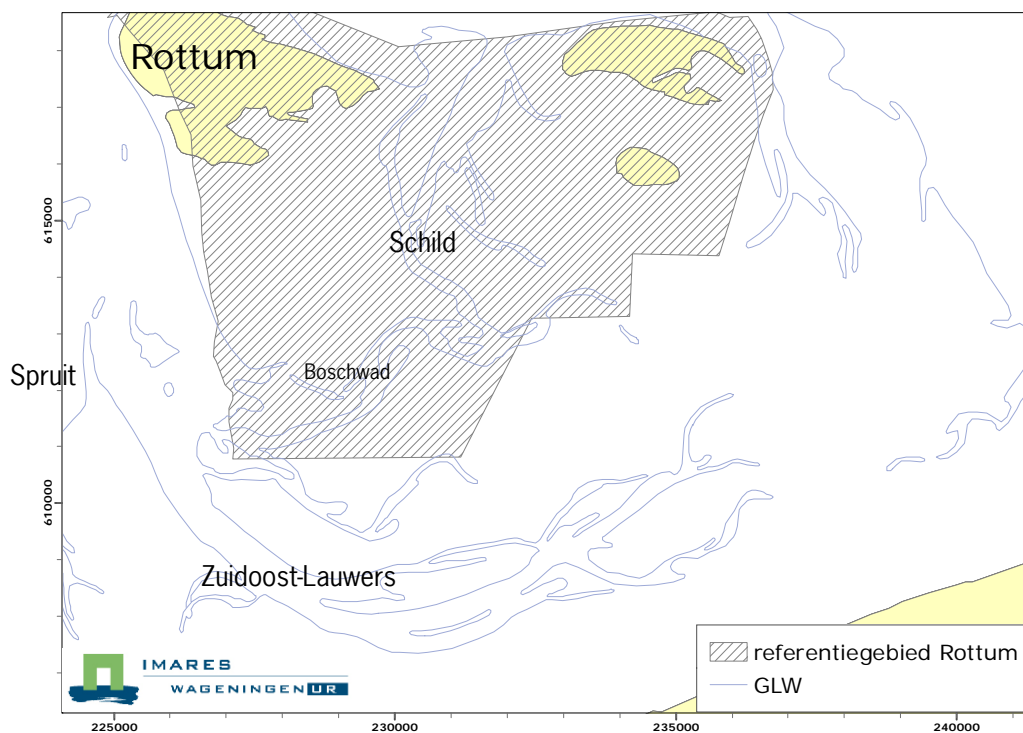 Rottum
615000
Schild
Boschwad
Spruit
610000
Zuidoost-Lauwers
IMARES
WAGENINGEN UR
referentiegebied Rottum
GLW
225000
230000
235000
240000